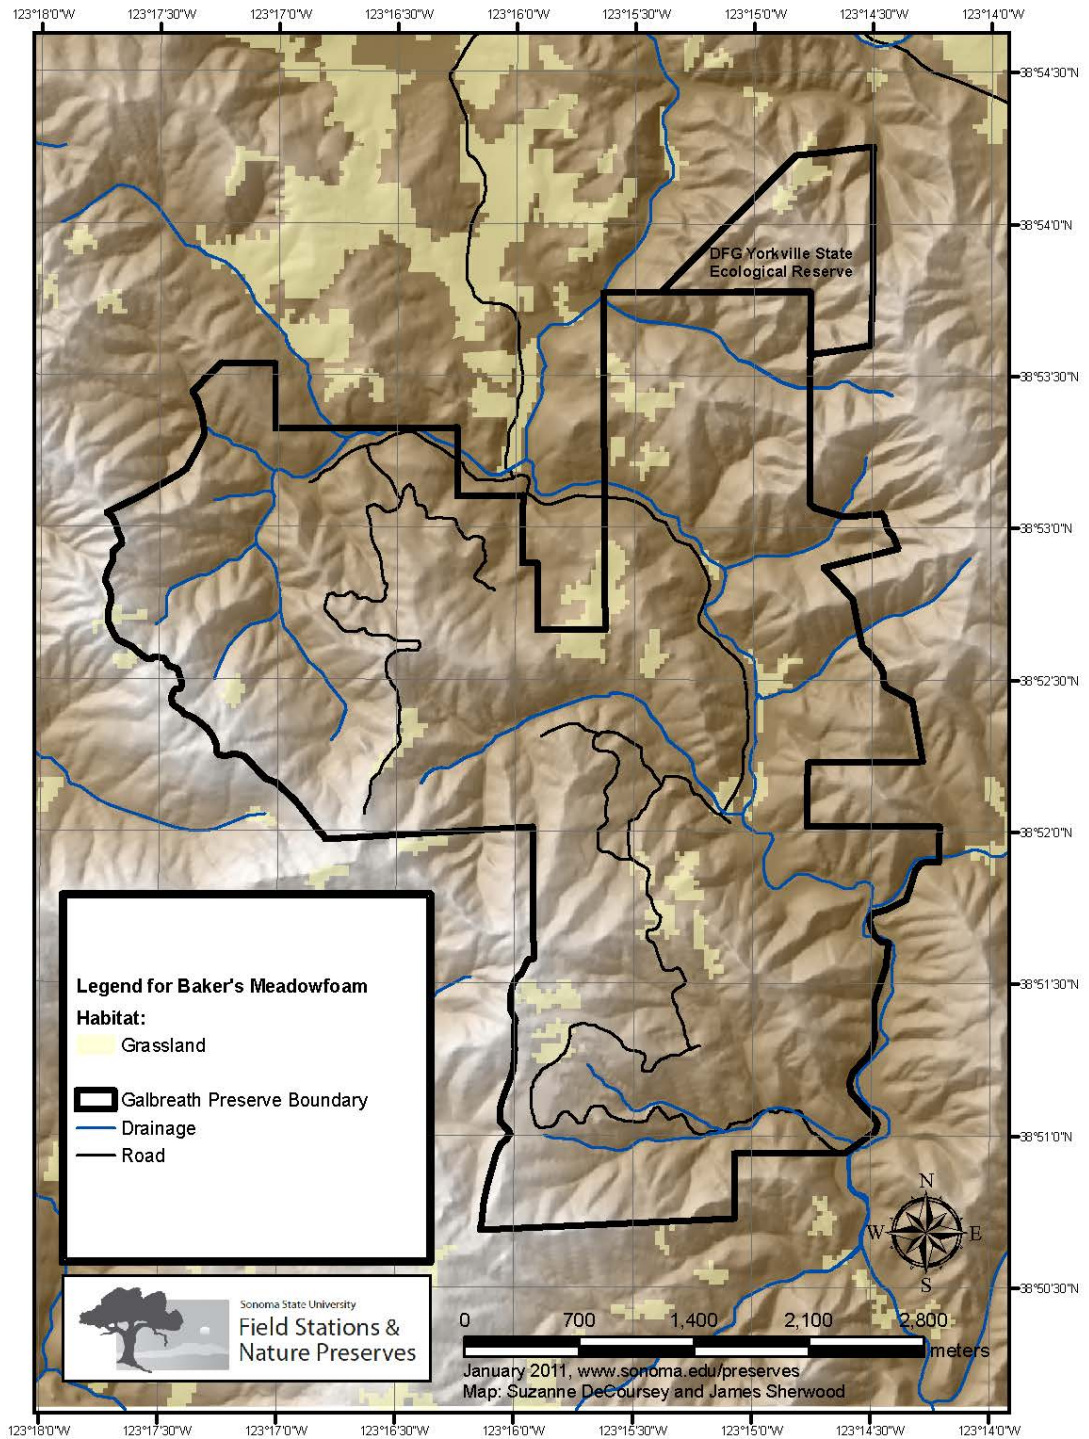 123°18'0"W 123°17'30"W 123°17'0"W 123°16'30"W 123°16'0"W 123°15'30"W 123°15'0"W 123°14'30"W 123°14'0"W
38°54'30"N
38°54'0"N
DFG Yorkville State
Ecological Reserve
38°53'30"N
38°53'0"N
38°52'30"N
38°52'0"N
38°51'30"N
38°51'0"N
38°50'30"N
Legend for Baker's Meadowfoam
Habitat:
Grassland
Galbreath Preserve Boundary
Drainage
Road
N
W E
S
Sonoma State University
Field Stations &
Nature Preserves
0 700 1,400 2,100 2,800
meters
January 2011, www.sonoma.edu/preserves
Map: Suzanne DeCoursey and James Sherwood
123°18'0"W 123°17'30"W 123°17'0"W 123°16'30"W 123°16'0"W 123°15'30"W 123°15'0"W 123°14'30"W 123°14'0"W